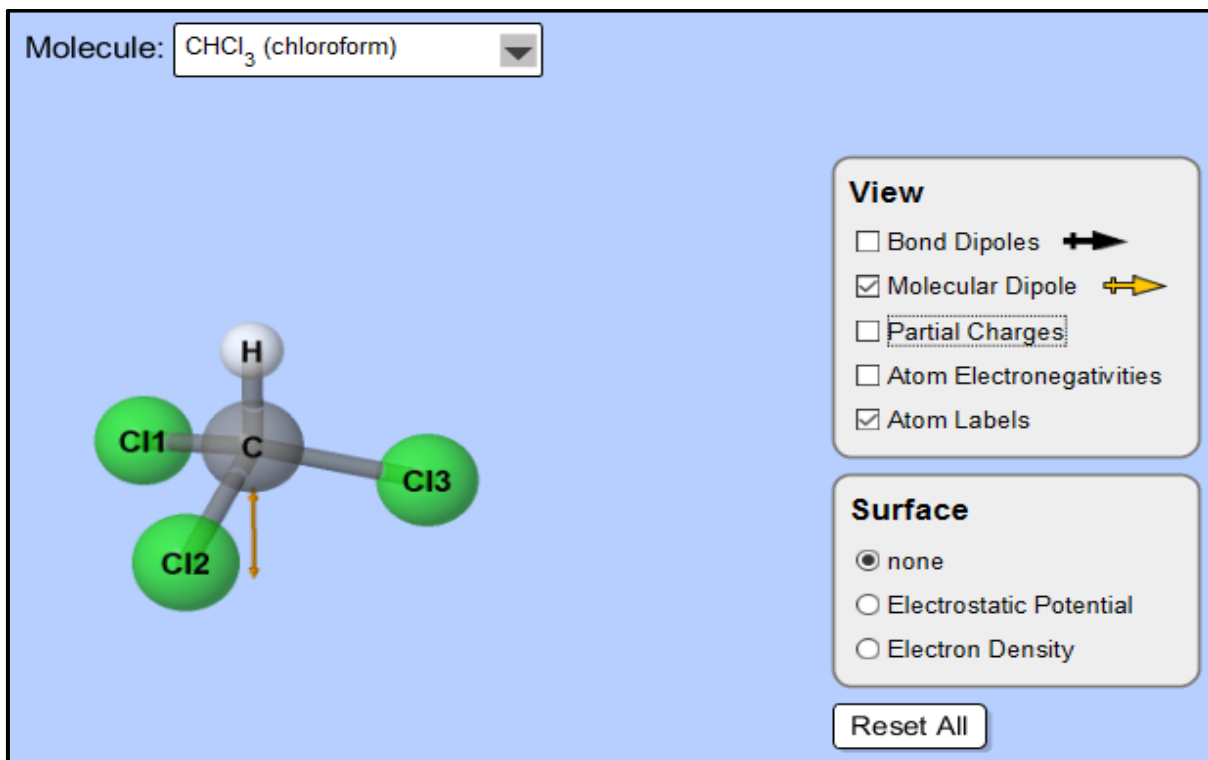 Molecule: CHCl₃ (chloroform)
View
Bond Dipoles
Molecular Dipole
Partial Charges
Atom Electronegativities
Atom Labels
H
Cl1
C
Cl3
Cl2
Surface
none
Electrostatic Potential
Electron Density
Reset All